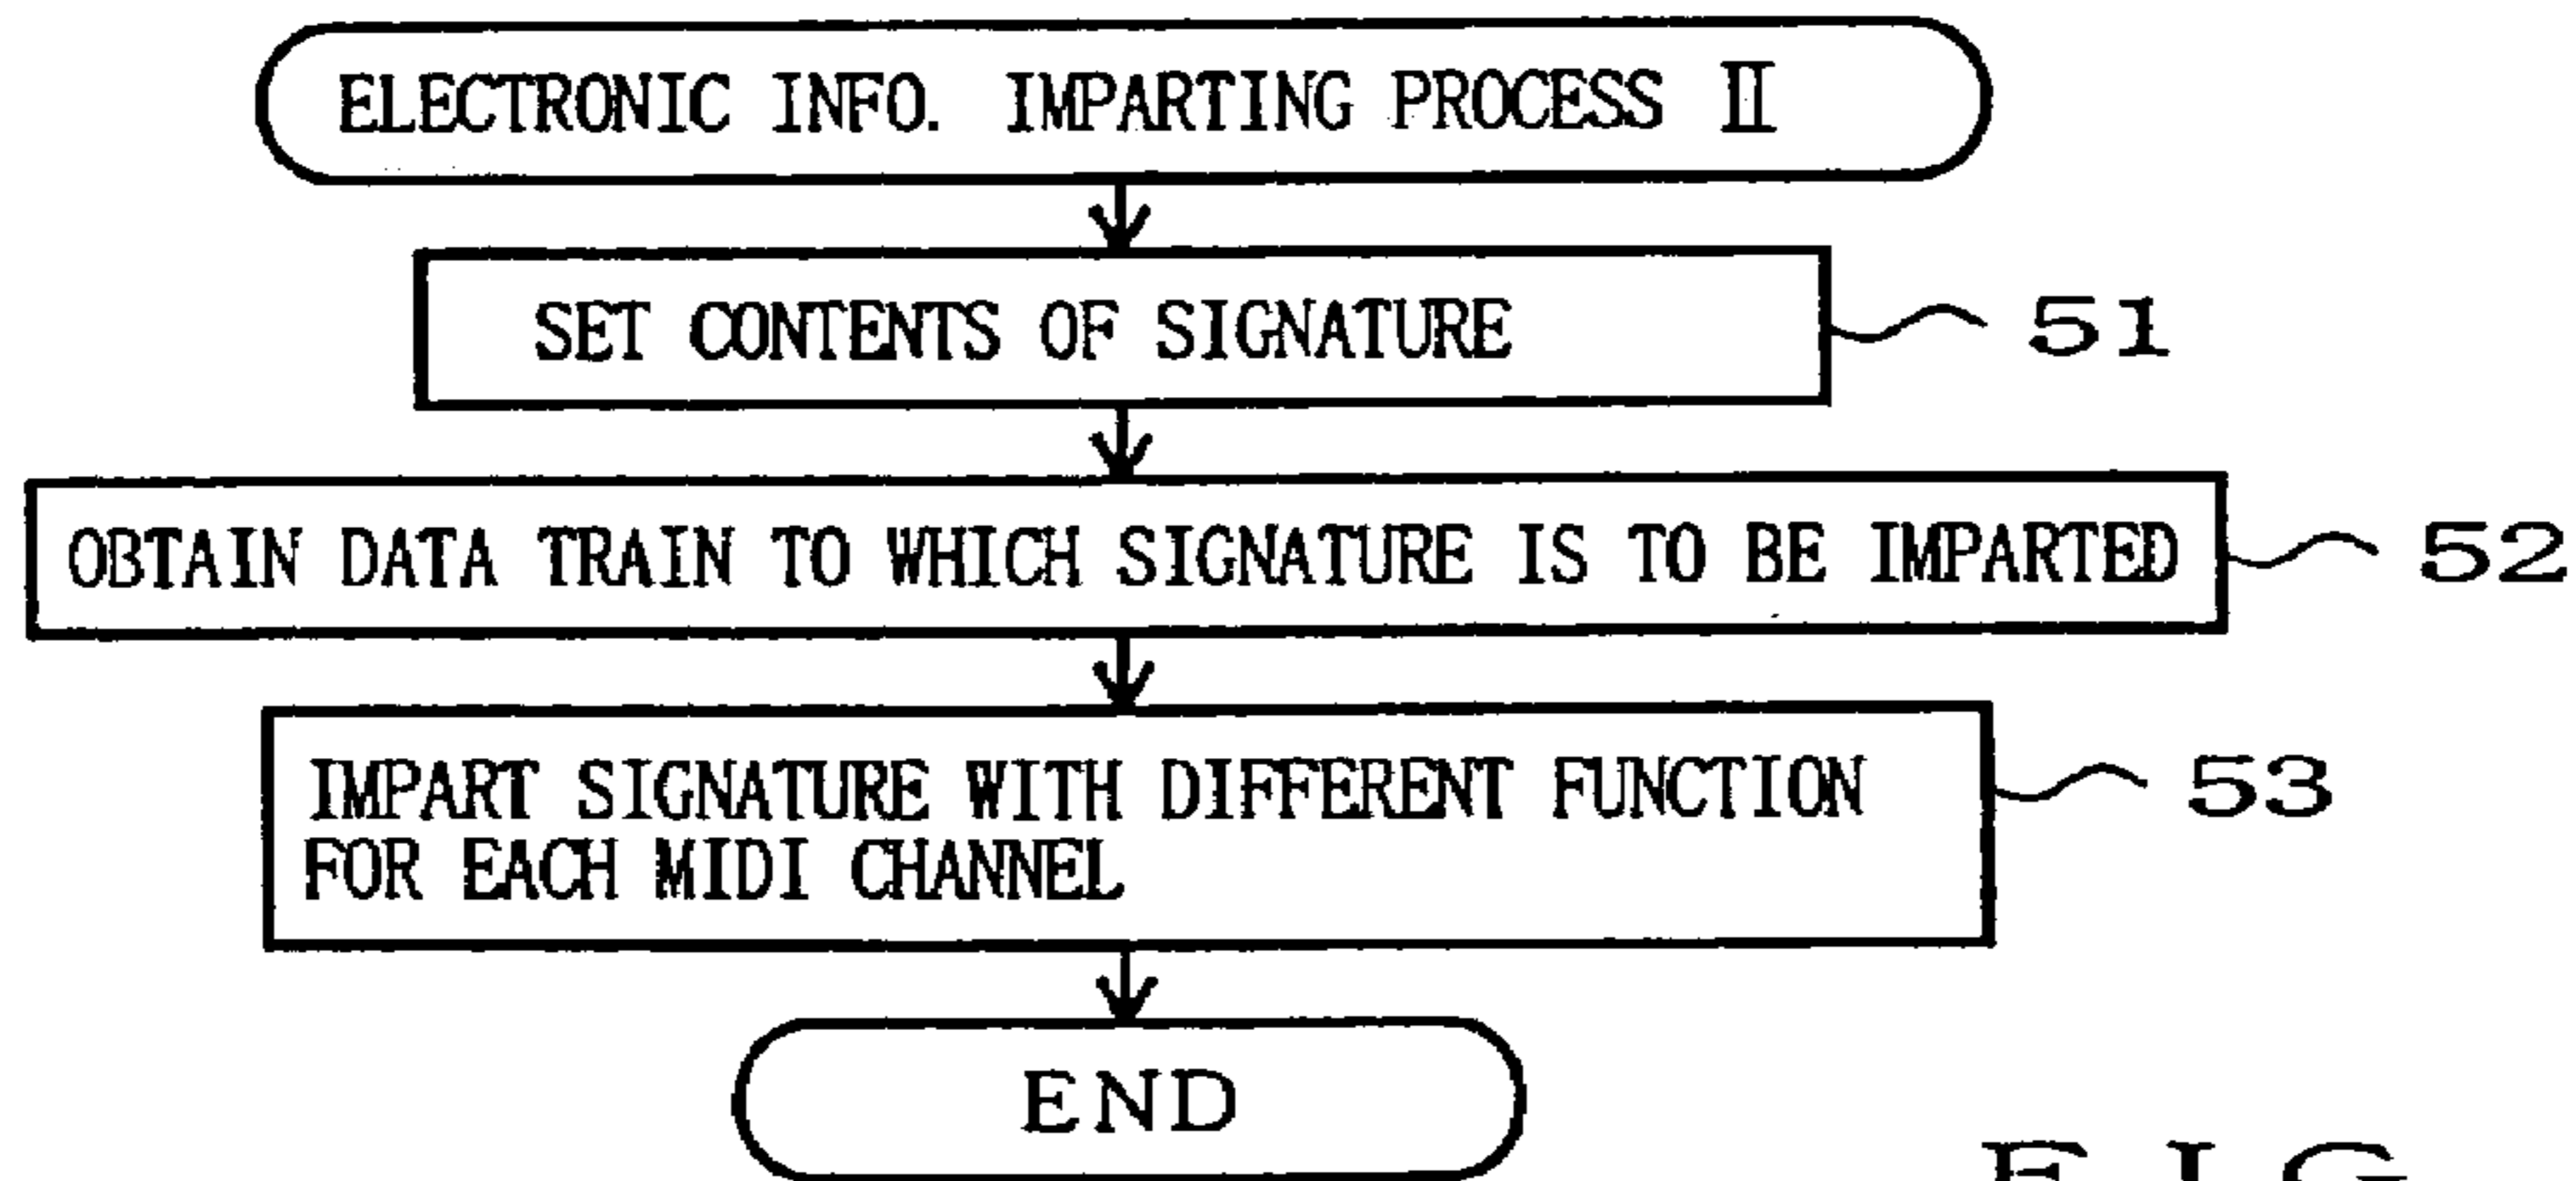 ELECTRONIC INFO. IMPARTING PROCESS II
SET CONTENTS OF SIGNATURE
51
OBTAIN DATA TRAIN TO WHICH SIGNATURE IS TO BE IMPARTED
52
IMPART SIGNATURE WITH DIFFERENT FUNCTION
FOR EACH MIDI CHANNEL
53
END
FIG